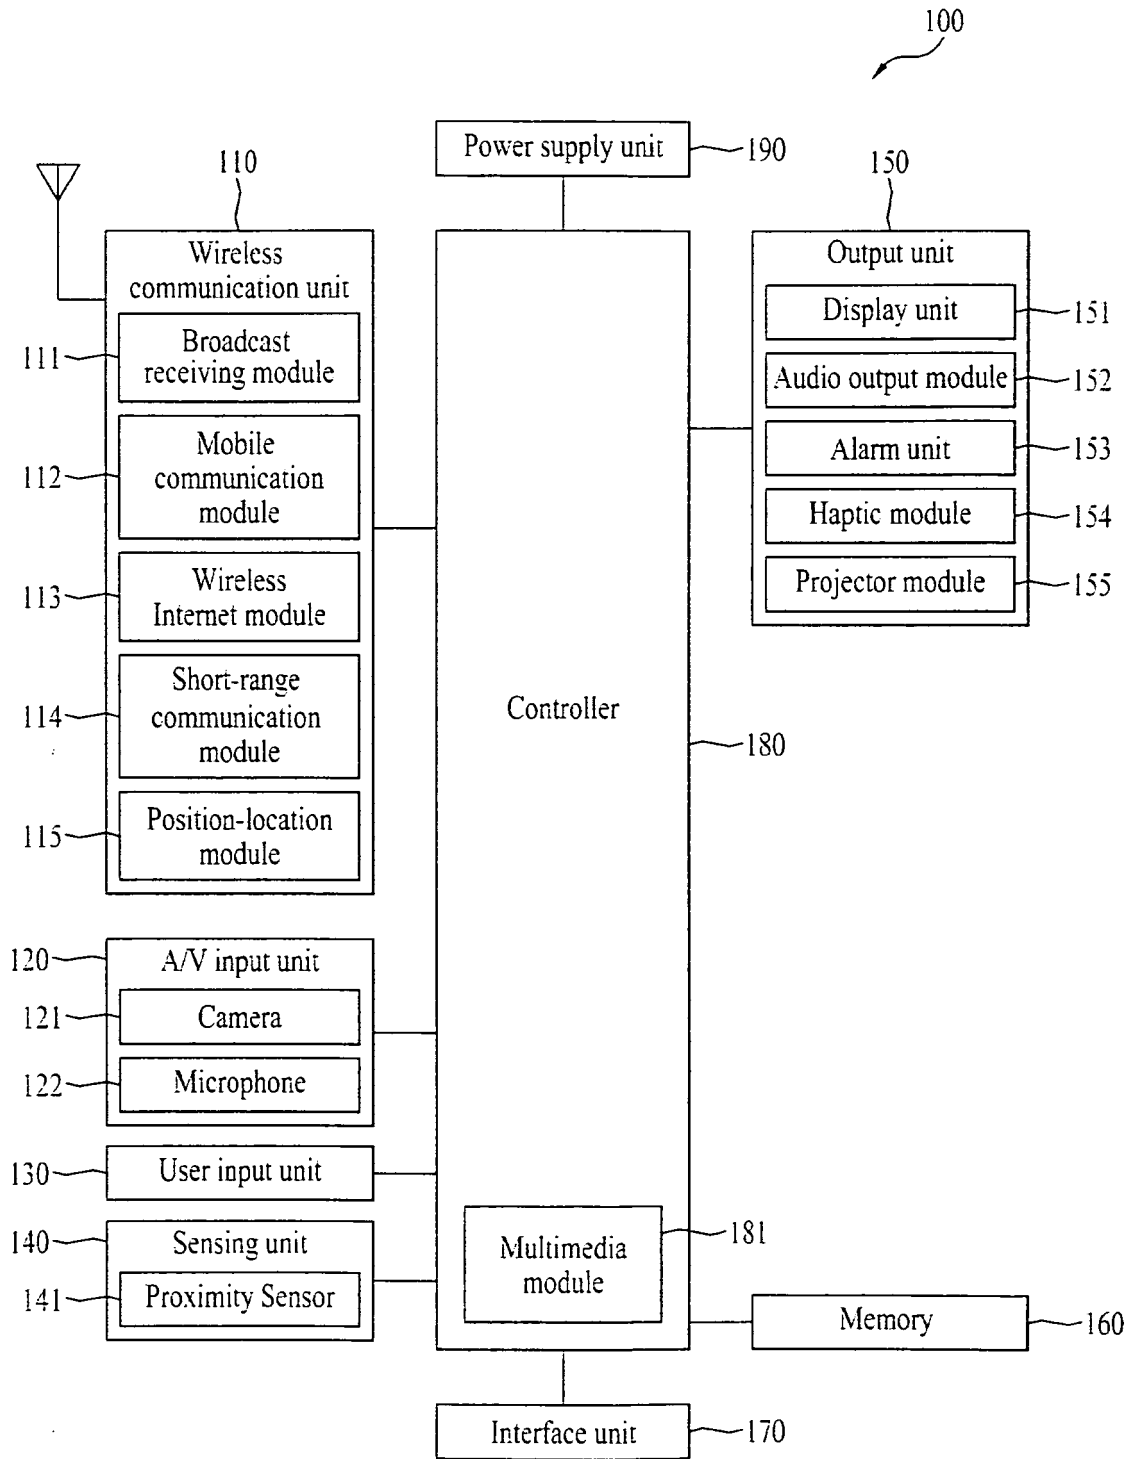 100
Power supply unit
190
110
150
Wireless
communication unit
Broadcast
receiving module
111
Mobile
communication
module
112
Wireless
Internet module
113
Short-range
communication
module
114
Position-location
module
115
A/V input unit
120
Camera
121
Microphone
122
User input unit
130
Sensing unit
140
Proximity Sensor
141
Controller
180
Multimedia
module
181
Output unit
Display unit
151
Audio output module
152
Alarm unit
153
Haptic module
154
Projector module
155
Memory
160
Interface unit
170